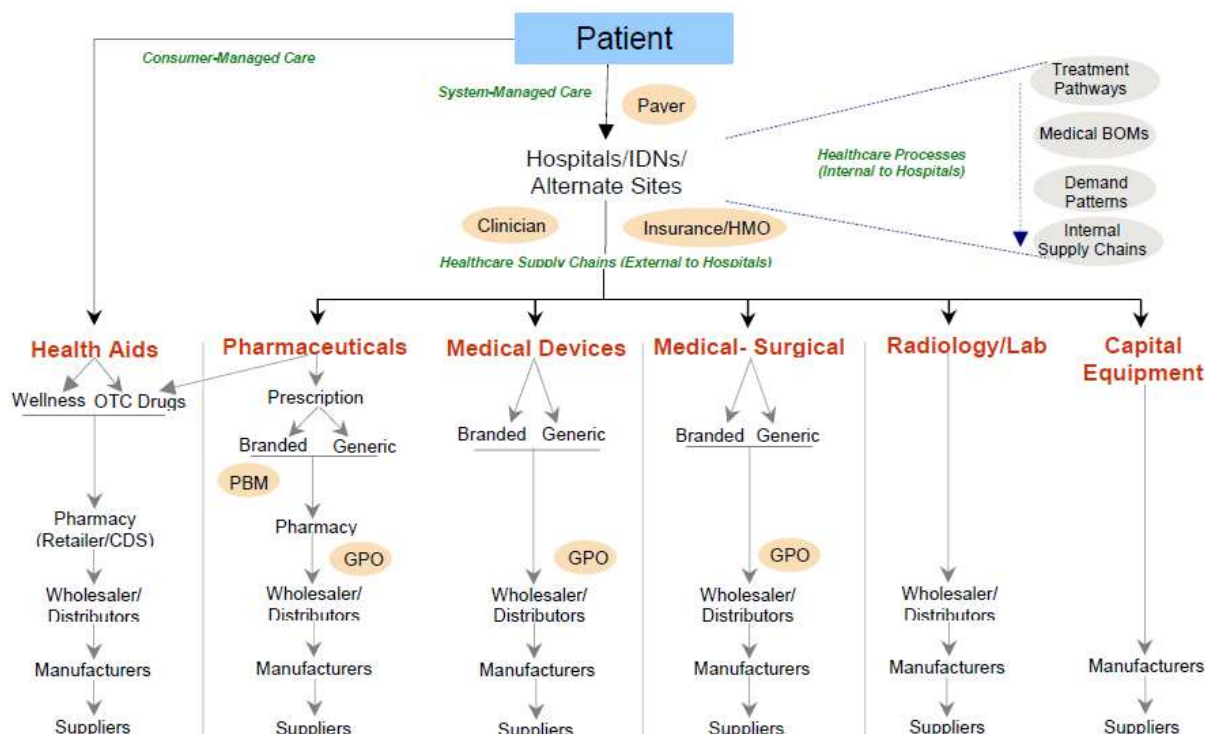 Patient
Consumer-Managed Care
System-Managed Care
Payer
Treatment
Pathways
Medical BOMs
Demand
Patterns
Internal
Supply Chains
Healthcare Processes
(Internal to Hospitals)
Hospitals/IDNs/
Alternate Sites
Clinician
Insurance/HMO
Healthcare Supply Chains (External to Hospitals)
Health Aids
Wellness OTC Drugs
Pharmacy
(Retailer/CDS)
Wholesaler/
Distributors
Manufacturers
Suppliers
Pharmaceuticals
Prescription
Branded Generic
PBM
Pharmacy
GPO
Wholesaler/
Distributors
Manufacturers
Suppliers
Medical Devices
Branded Generic
GPO
Wholesaler/
Distributors
Manufacturers
Suppliers
Medical- Surgical
Branded Generic
GPO
Wholesaler/
Distributors
Manufacturers
Suppliers
Radiology/Lab
Wholesaler/
Distributors
Manufacturers
Suppliers
Capital
Equipment
Manufacturers
Suppliers